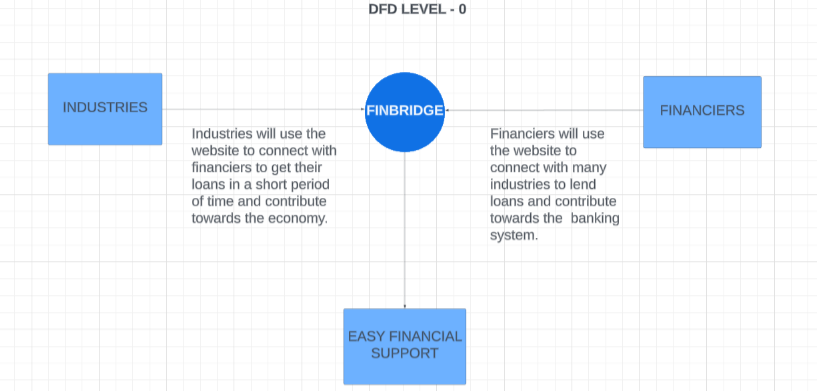 DFD LEVEL - 0
INDUSTRIES
FINBRIDGE
FINANCIERS
Industries will use the
website to connect with
financiers to get their
loans in a short period
of time and contribute
towards the economy.
Financiers will use
the website to
connect with many
industries to lend
loans and contribute
towards the  banking
system.
EASY FINANCIAL
SUPPORT